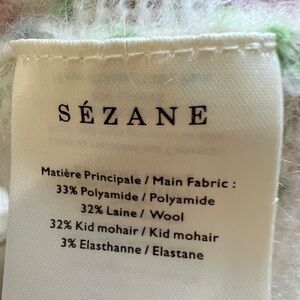 SÉZANE
Matière Principale / Main Fabric :
33% Polyamide / Polyamide
32% Laine / Wool
32% Kid mohair / Kid mohair
3% Elasthanne / Elastane